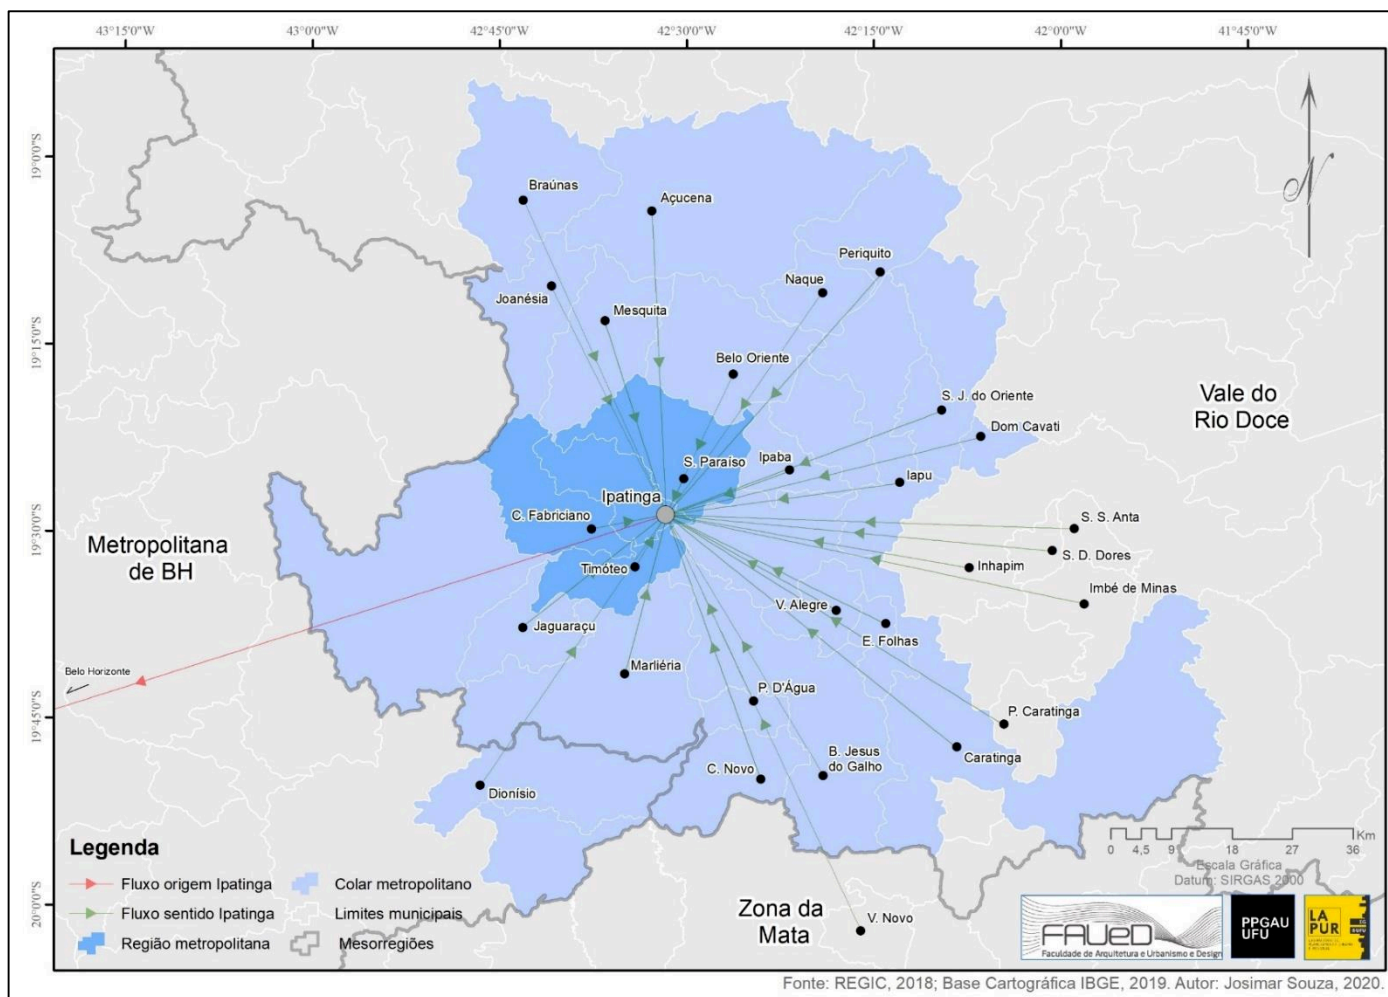 43°15'0"W
43°0'0"W
42°45'0"W
42°30'0"W
42°15'0"W
42°0'0"W
41°45'0"W
19°0'0"S
19°15'0"S
19°30'0"S
19°45'0"S
20°0'0"S
N
Braúnas
Açucena
Periquito
Naque
Joanésia
Mesquita
Belo Oriente
S. J. do Oriente
Dom Cavati
Vale do
Rio Doce
S. Paraíso
Ipaba
Iapu
Ipatinga
C. Fabriciano
S. S. Anta
S. D. Dores
Metropolitana
de BH
Timóteo
Inhapim
Imbé de Minas
V. Alegre
E. Folhas
Jaguaraçu
Marliéria
Belo Horizonte
P. D'Água
P. Caratinga
Caratinga
B. Jesus
do Galho
C. Novo
Dionísio
V. Novo
Zona da
Mata
Legenda
Fluxo origem Ipatinga
Fluxo sentido Ipatinga
Região metropolitana
Colar metropolitano
Limites municipais
Mesorregiões
Km
0 4,5 9 18 27 36
Escala Gráfica
Datum: SIRGAS 2000
FAUeD
Faculdade de Arquitetura e Urbanismo e Design
PPGAU
UFU
LA
PUR
Fonte: REGIC, 2018; Base Cartográfica IBGE, 2019. Autor: Josimar Souza, 2020.